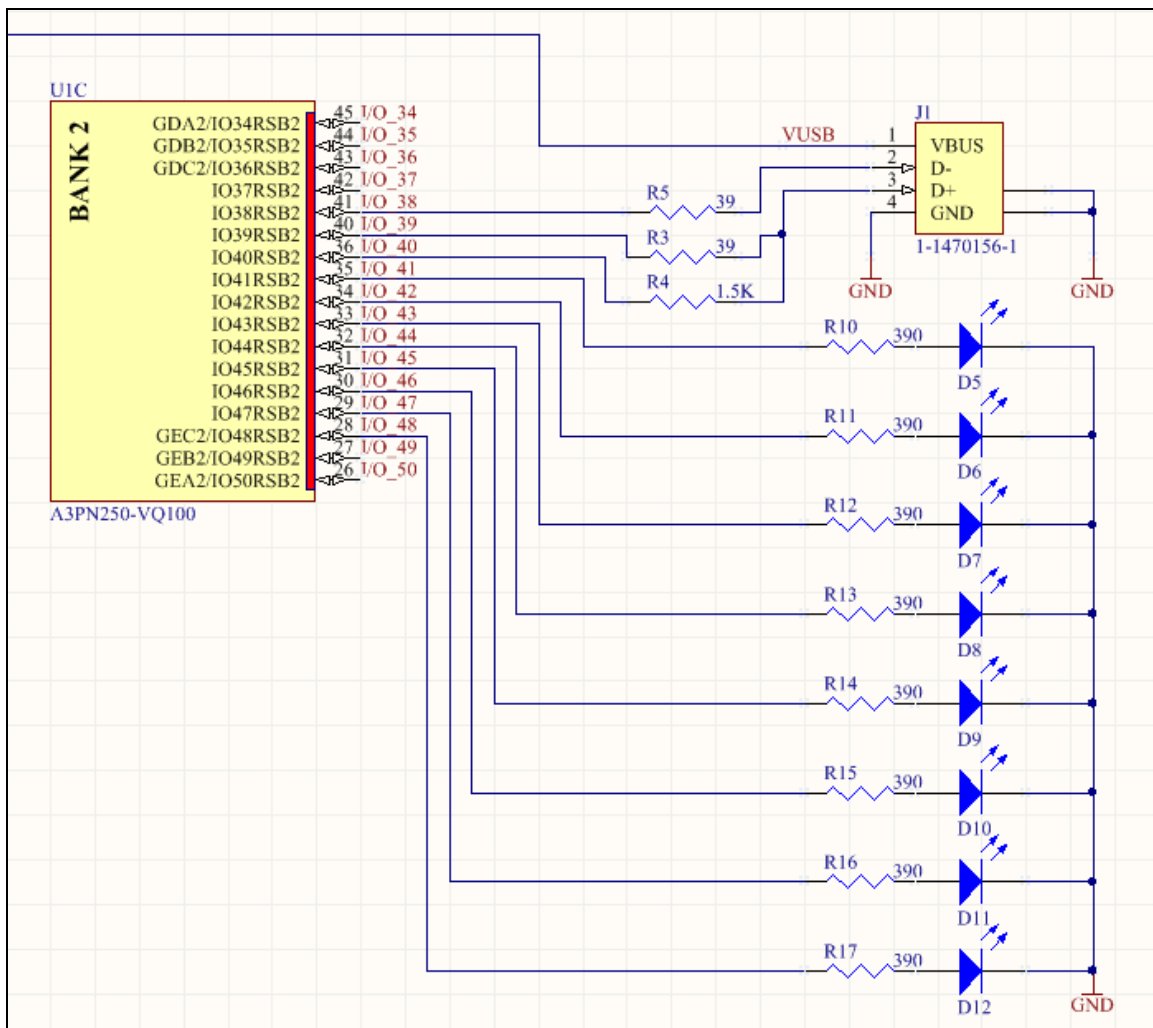 U1C
BANK 2
GDA2/IO34RSB2 45 I/O_34
GDB2/IO35RSB2 44 I/O_35
GDC2/IO36RSB2 43 I/O_36
IO37RSB2 42 I/O_37
IO38RSB2 41 I/O_38
IO39RSB2 40 I/O_39
IO40RSB2 36 I/O_40
IO41RSB2 35 I/O_41
IO42RSB2 34 I/O_42
IO43RSB2 33 I/O_43
IO44RSB2 32 I/O_44
IO45RSB2 31 I/O_45
IO46RSB2 30 I/O_46
IO47RSB2 29 I/O_47
GEC2/IO48RSB2 28 I/O_48
GEB2/IO49RSB2 27 I/O_49
GEA2/IO50RSB2 26 I/O_50
A3PN250-VQ100
J1
VUSB 1 VBUS
2 D-
3 D+
4 GND
1-1470156-1
R5 39
R3 39
R4 1.5K
GND
GND
R10 390
D5
R11 390
D6
R12 390
D7
R13 390
D8
R14 390
D9
R15 390
D10
R16 390
D11
R17 390
D12
GND